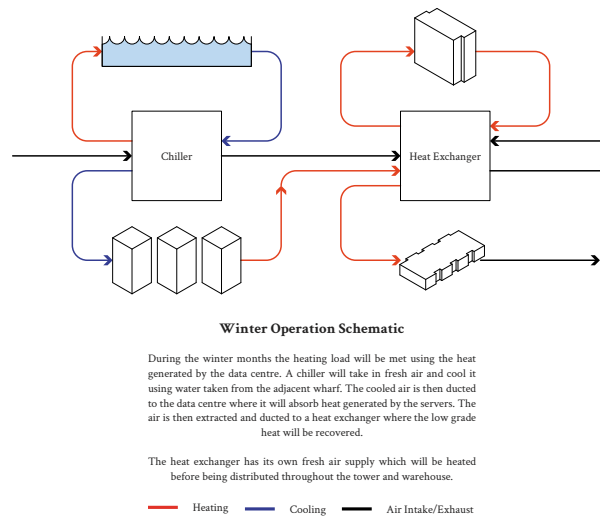 Chiller
Heat Exchanger
Winter Operation Schematic
During the winter months the heating load will be met using the heat
generated by the data centre. A chiller will take in fresh air and cool it
using water taken from the adjacent wharf. The cooled air is then ducted
to the data centre where it will absorb heat generated by the servers. The
air is then extracted and ducted to a heat exchanger where the low grade
heat will be recovered.
The heat exchanger has its own fresh air supply which will be heated
before being distributed throughout the tower and warehouse.
Heating
Cooling
Air Intake/Exhaust